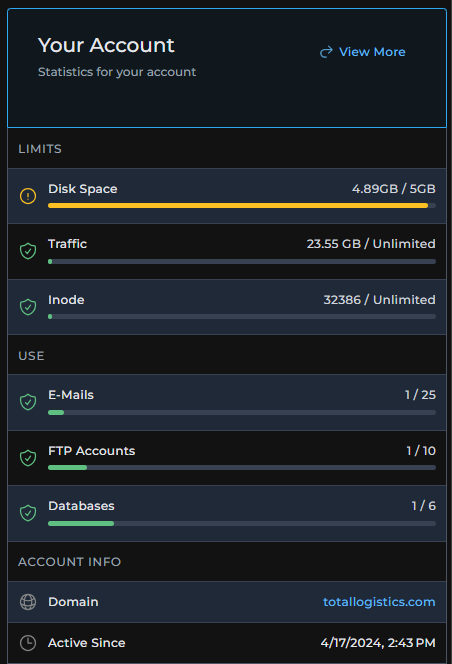 Your Account
View More
Statistics for your account
LIMITS
Disk Space 4.89GB / 5GB
Traffic 23.55 GB / Unlimited
Inode 32386 / Unlimited
USE
E-Mails 1 / 25
FTP Accounts 1 / 10
Databases 1 / 6
ACCOUNT INFO
Domain totallogistics.com
Active Since 4/17/2024, 2:43 PM